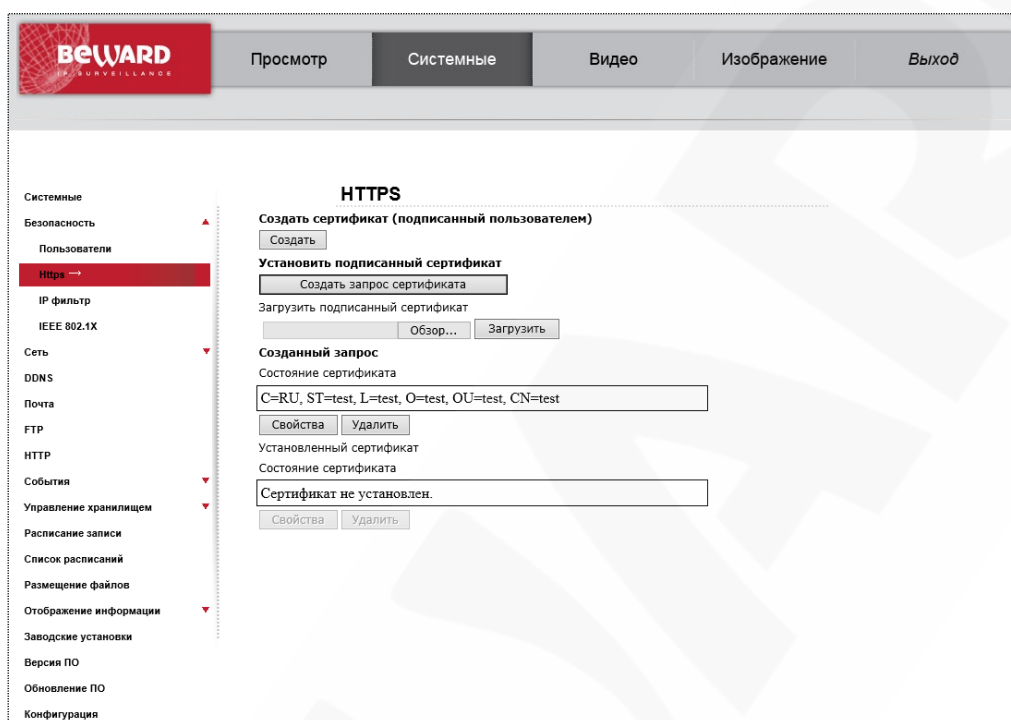 BEWARD
IP SURVEILLANCE
Просмотр
Системные
Видео
Изображение
Выход
Системные
Безопасность
Пользователи
Https
IP фильтр
IEEE 802.1X
Сеть
DDNS
Почта
FTP
HTTP
События
Управление хранилищем
Расписание записи
Список расписаний
Размещение файлов
Отображение информации
Заводские установки
Версия ПО
Обновление ПО
Конфигурация
HTTPS
Создать сертификат (подписанный пользователем)
Создать
Установить подписанный сертификат
Создать запрос сертификата
Загрузить подписанный сертификат
Обзор... Загрузить
Созданный запрос
Состояние сертификата
C=RU, ST=test, L=test, O=test, OU=test, CN=test
Свойства Удалить
Установленный сертификат
Состояние сертификата
Сертификат не установлен.
Свойства Удалить